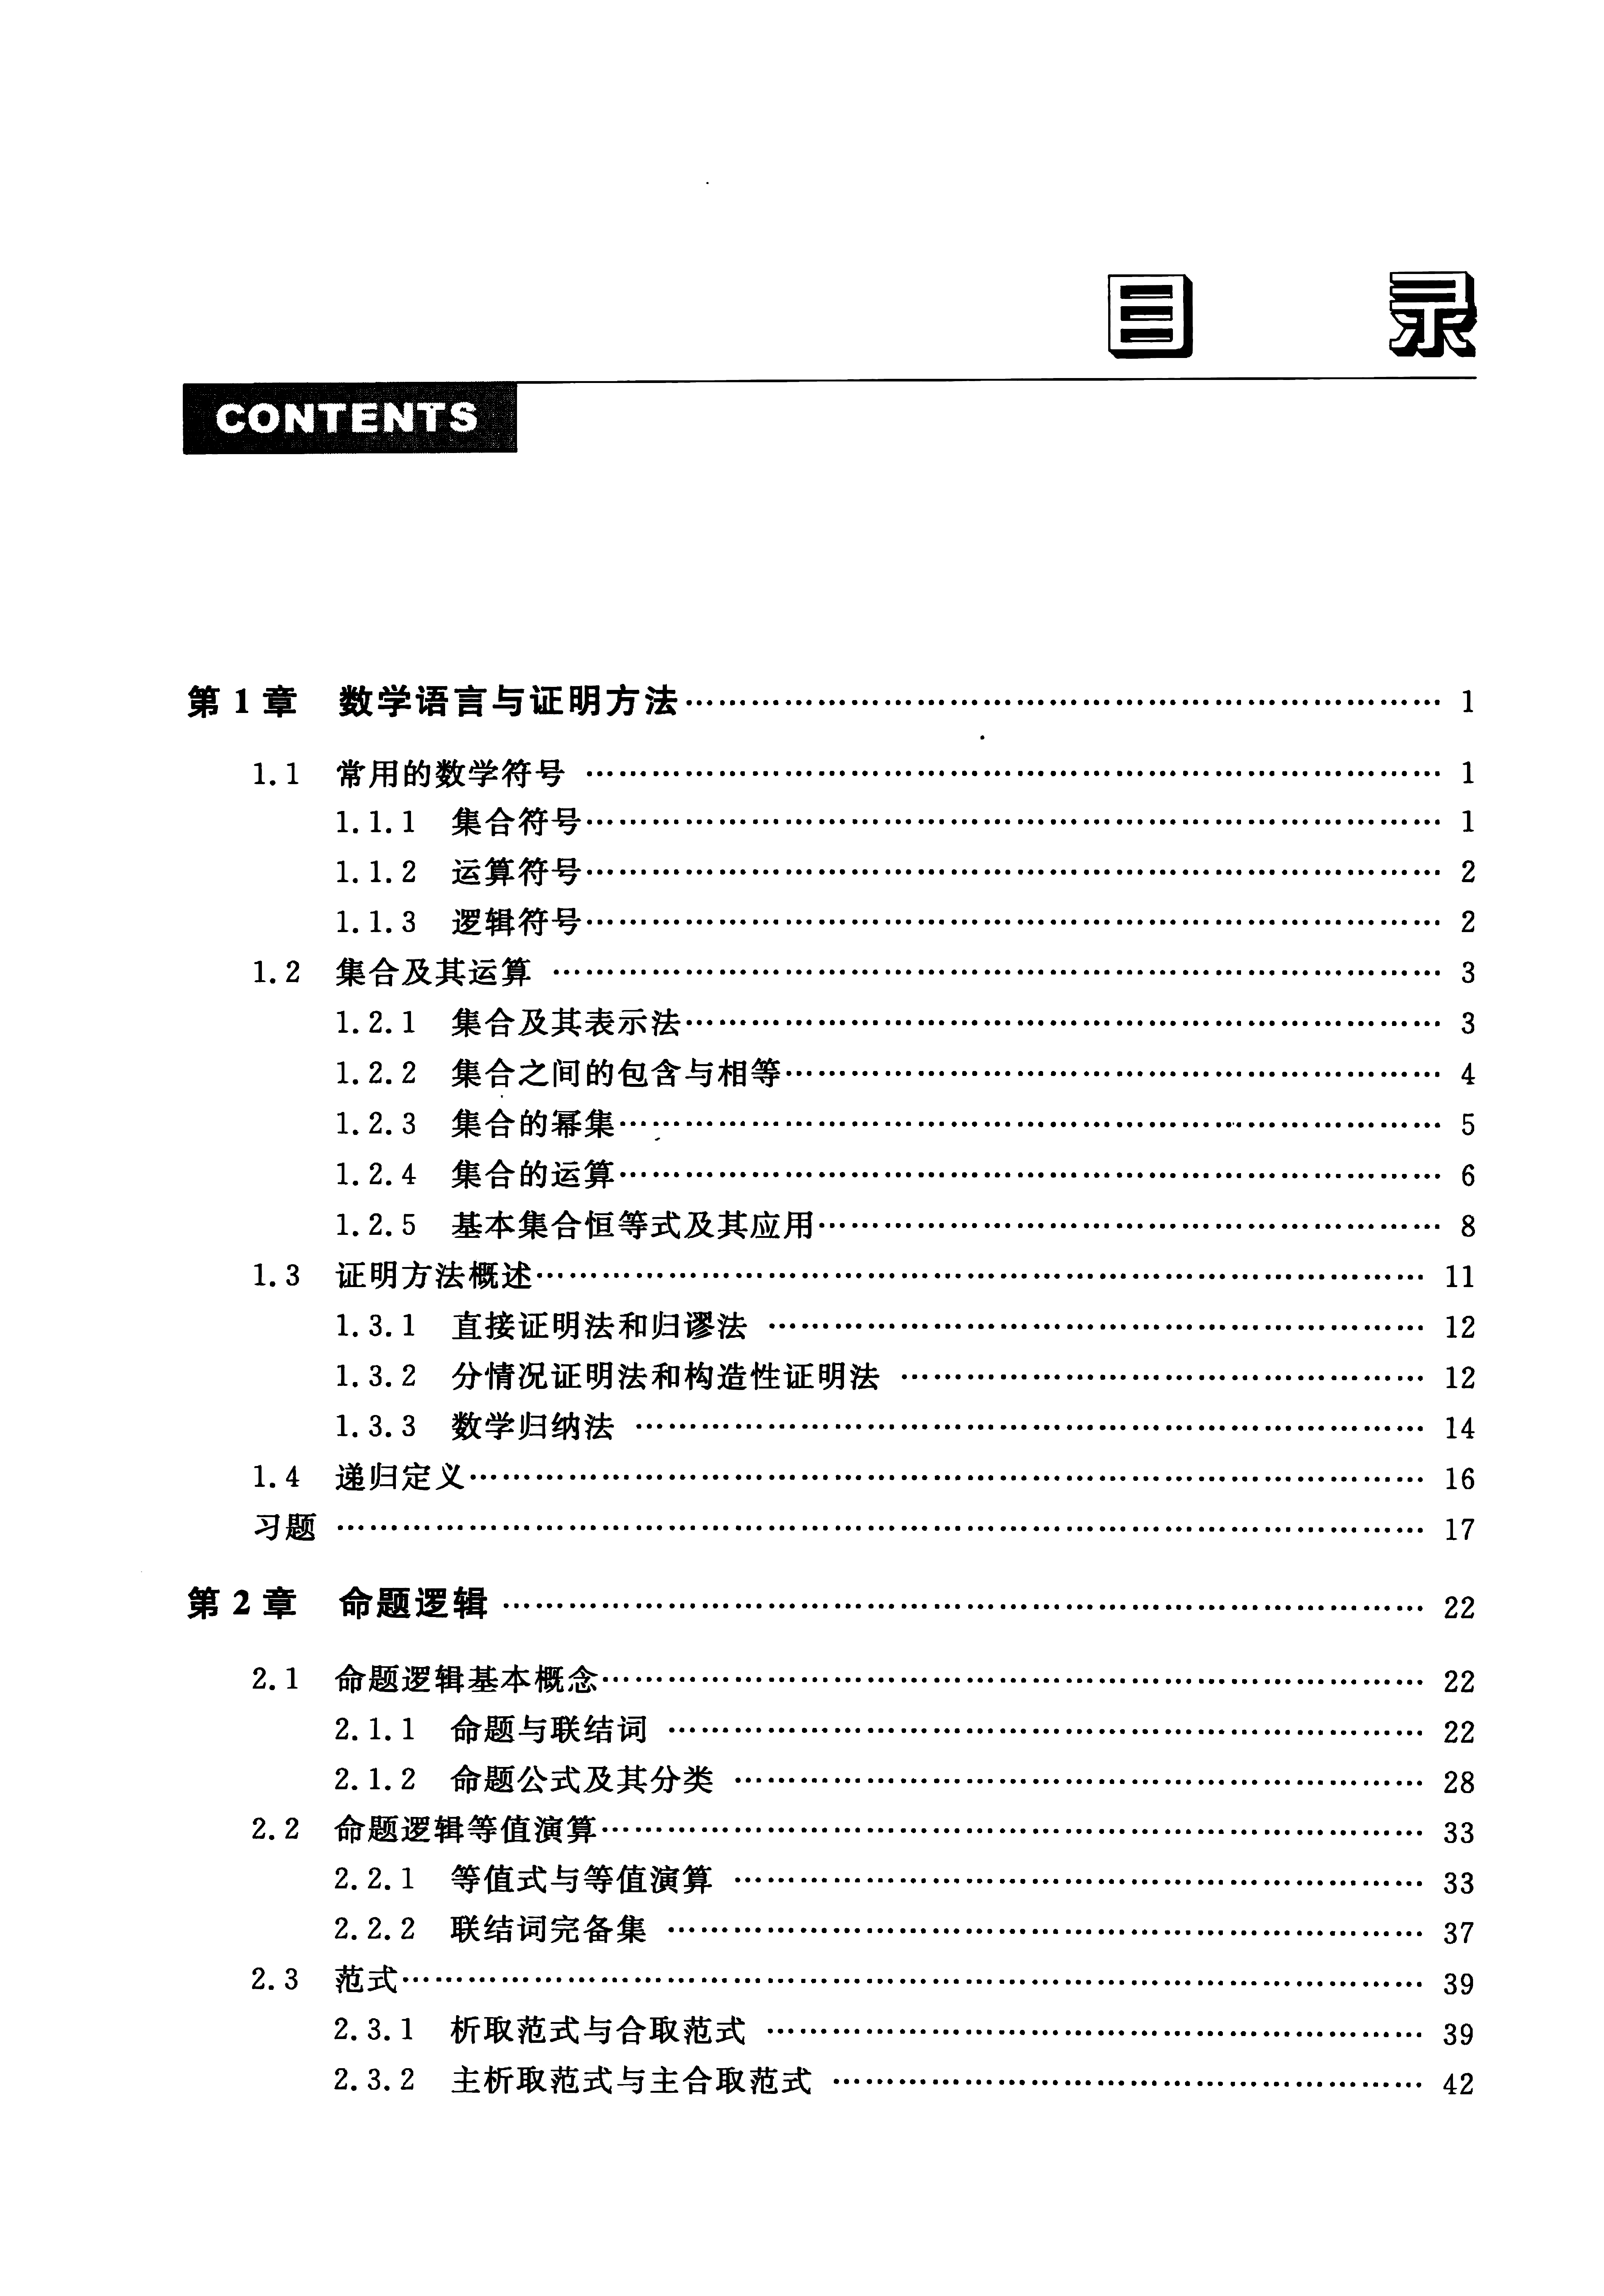 目 录
CONTENTS
第1章 数学语言与证明方法…………1
1.1 常用的数学符号…………1
1.1.1 集合符号…………1
1.1.2 运算符号…………2
1.1.3 逻辑符号…………2
1.2 集合及其运算…………3
1.2.1 集合及其表示法…………3
1.2.2 集合之间的包含与相等…………4
1.2.3 集合的幂集…………5
1.2.4 集合的运算…………6
1.2.5 基本集合恒等式及其应用…………8
1.3 证明方法概述…………11
1.3.1 直接证明法和归谬法…………12
1.3.2 分情况证明法和构造性证明法…………12
1.3.3 数学归纳法…………14
1.4 递归定义…………16
习题…………17
第2章 命题逻辑…………22
2.1 命题逻辑基本概念…………22
2.1.1 命题与联结词…………22
2.1.2 命题公式及其分类…………28
2.2 命题逻辑等值演算…………33
2.2.1 等值式与等值演算…………33
2.2.2 联结词完备集…………37
2.3 范式…………39
2.3.1 析取范式与合取范式…………39
2.3.2 主析取范式与主合取范式…………42